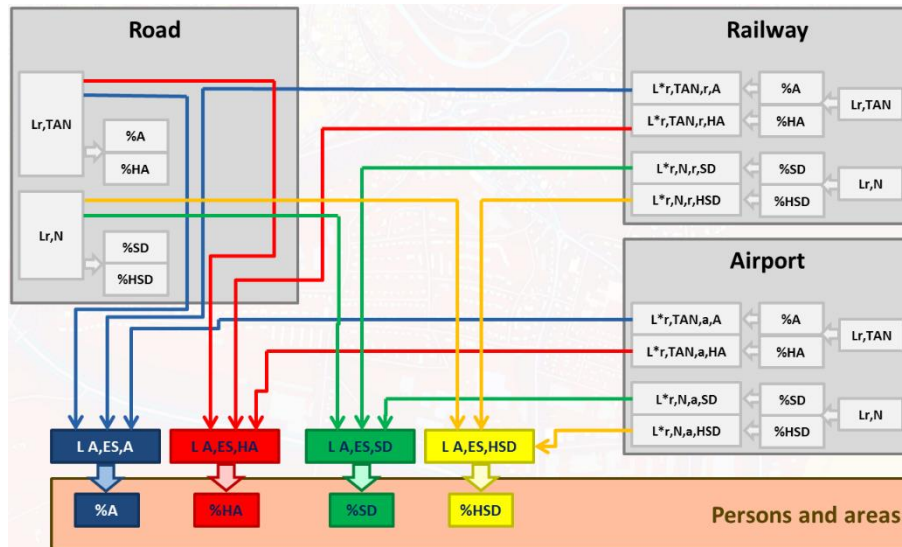 Road
Lr,TAN
%A
%HA
Lr,N
%SD
%HSD
Railway
L*r,TAN,r,A
%A
Lr,TAN
L*r,TAN,r,HA
%HA
L*r,N,r,SD
%SD
Lr,N
L*r,N,r,HSD
%HSD
Airport
L*r,TAN,a,A
%A
Lr,TAN
L*r,TAN,a,HA
%HA
L*r,N,a,SD
%SD
Lr,N
L*r,N,a,HSD
%HSD
L A,ES,A
L A,ES,HA
L A,ES,SD
L A,ES,HSD
%A
%HA
%SD
%HSD
Persons and areas